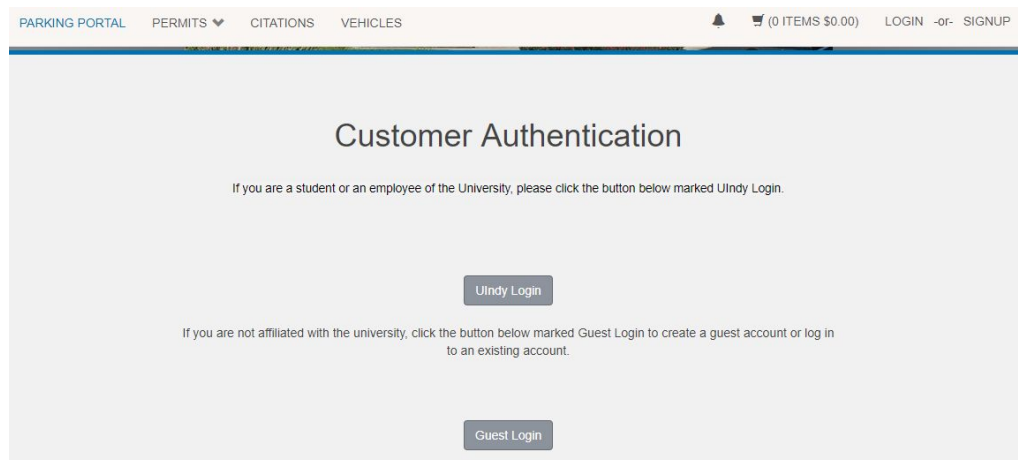 PARKING PORTAL PERMITS CITATIONS VEHICLES (0 ITEMS $0.00) LOGIN -or- SIGNUP
Customer Authentication
If you are a student or an employee of the University, please click the button below marked UIndy Login.
UIndy Login
If you are not affiliated with the university, click the button below marked Guest Login to create a guest account or log in
to an existing account.
Guest Login